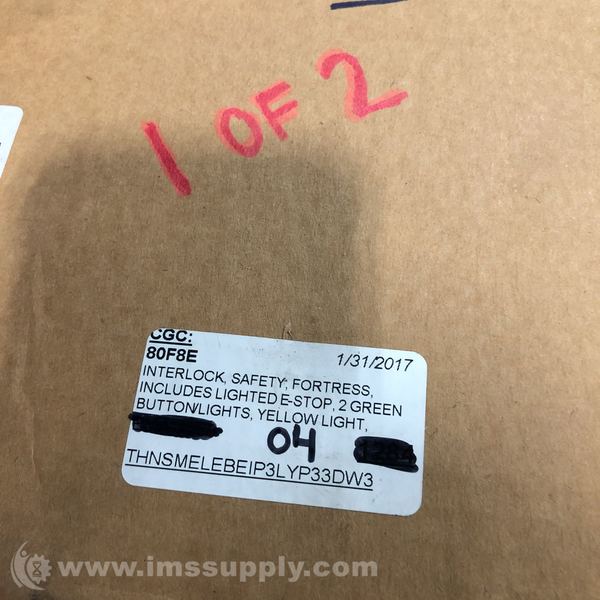 1 OF 2
CGC:
80F8E 1/31/2017
INTERLOCK, SAFETY, FORTRESS,
INCLUDES LIGHTED E-STOP, 2 GREEN
BUTTON/LIGHTS, YELLOW LIGHT,
04
THNSMELEBEIP3LYP33DW3
www.imssupply.com